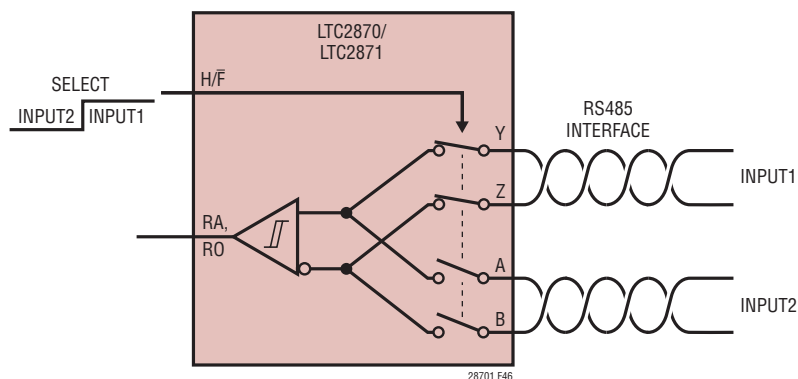 LTC2870/
LTC2871
H/F̅
SELECT
INPUT2
INPUT1
RS485
INTERFACE
Y
Z
INPUT1
RA,
RO
A
B
INPUT2
28701 F46